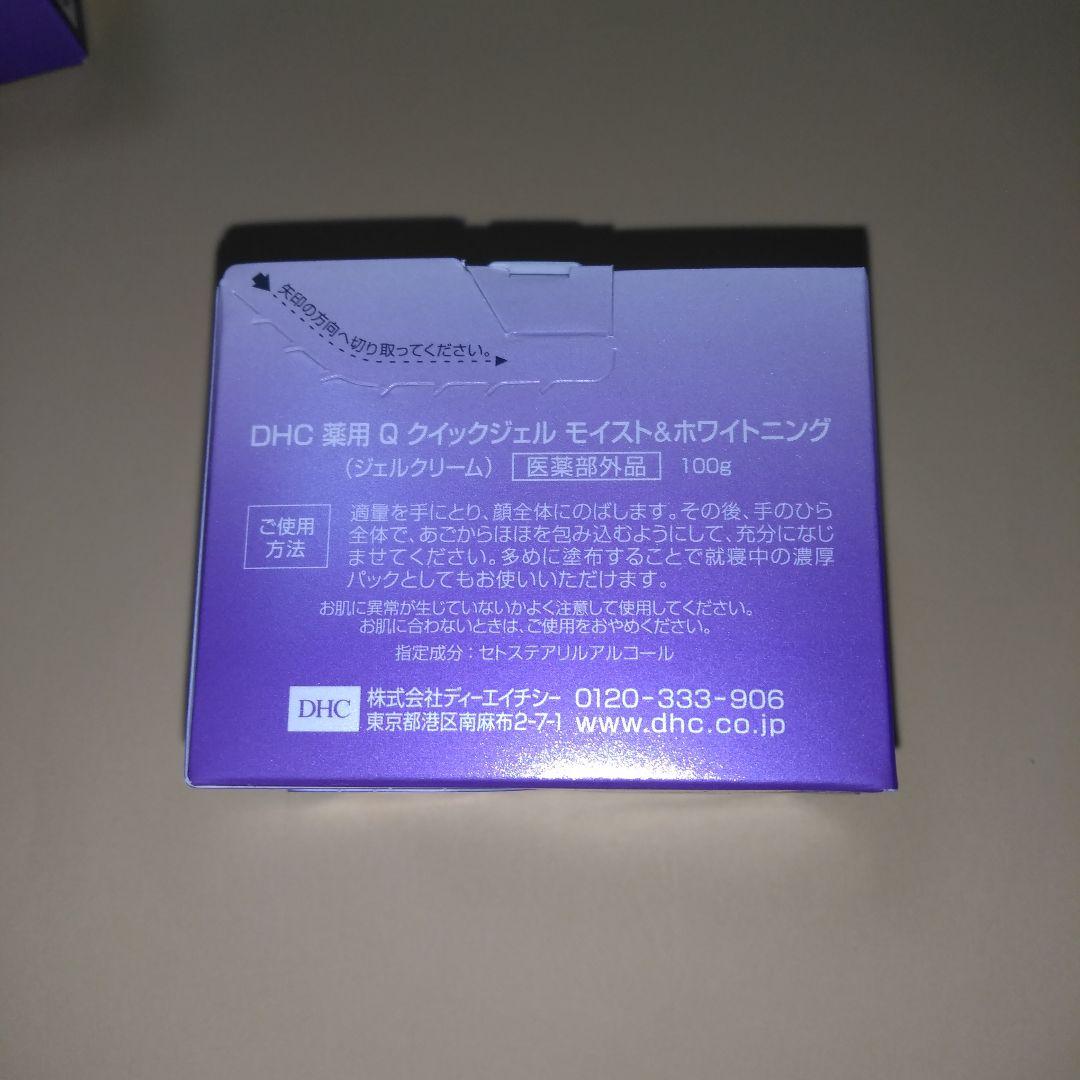 矢印の方向へ切り取ってください。
DHC 薬用 Q クイックジェル モイスト&ホワイトニング
（ジェルクリーム） 医薬部外品 100g
ご使用
方法
適量を手にとり、顔全体にのばします。その後、手のひら
全体で、あごからほほを包み込むようにして、充分になじ
ませてください。多めに塗布することで就寝中の濃厚
パックとしてもお使いいただけます。
お肌に異常が生じていないかよく注意して使用してください。
お肌に合わないときは、ご使用をおやめください。
指定成分：セトステアリルアルコール
DHC
株式会社ディーエイチシー 0120-333-906
東京都港区南麻布2-7-1 www.dhc.co.jp